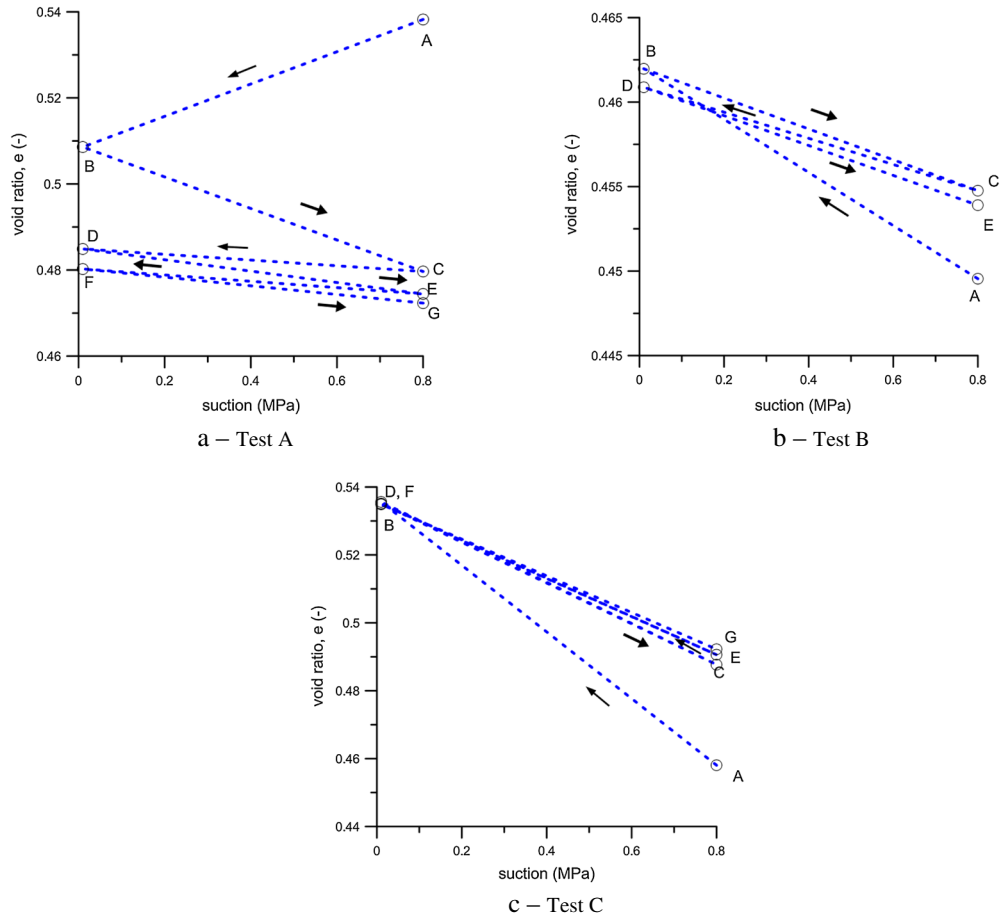 0.54
A
0.52
B
void ratio, e (-)
0.5
D
C
0.48
F
E
G
0.46
0 0.2 0.4 0.6 0.8
suction (MPa)
a – Test A
0.465
B
D
0.46
void ratio, e (-)
0.455
C
E
0.45
A
0.445
0 0.2 0.4 0.6 0.8
suction (MPa)
b – Test B
0.54
D, F
B
0.52
void ratio, e (-)
0.5
G
E
C
0.48
0.46
A
0.44
0 0.2 0.4 0.6 0.8
suction (MPa)
c – Test C